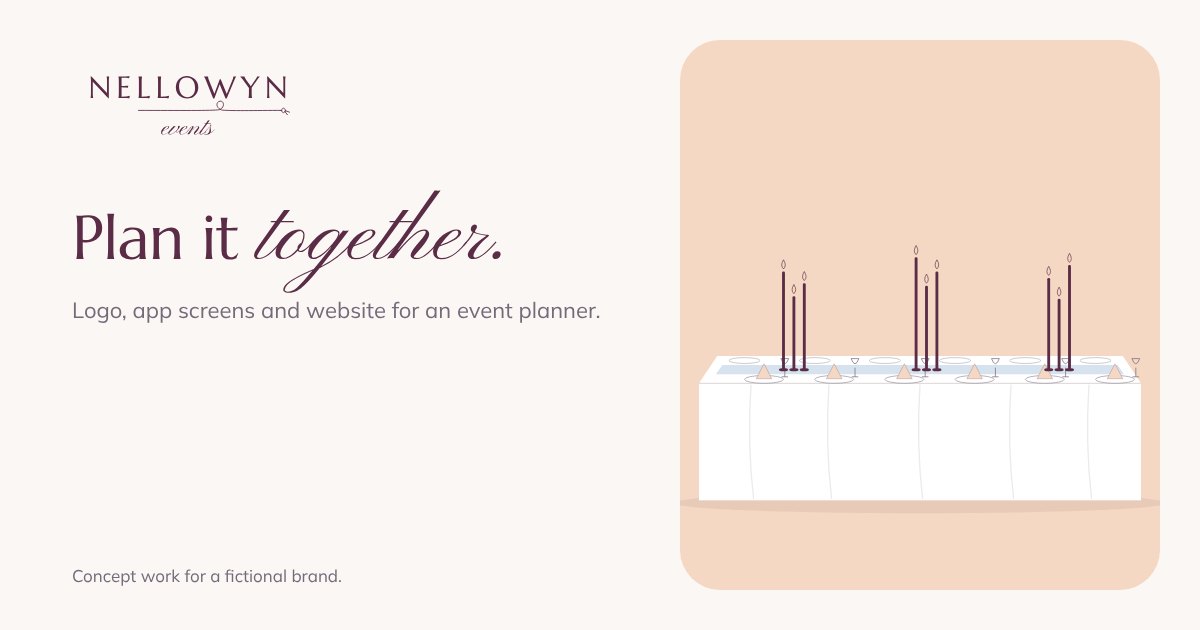 NELLOWYN
events
Plan it together.
Logo, app screens and website for an event planner.
Concept work for a fictional brand.